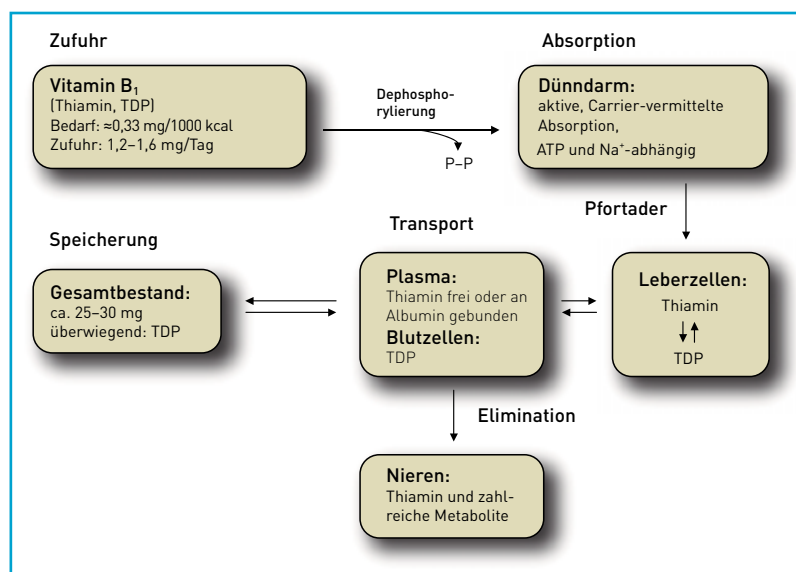 Zufuhr
Vitamin B₁
(Thiamin, TDP)
Bedarf: ≈0,33 mg/1000 kcal
Zufuhr: 1,2–1,6 mg/Tag
Dephospho-
rylierung
P–P
Absorption
Dünndarm:
aktive, Carrier-vermittelte
Absorption,
ATP und Na⁺-abhängig
Pfortader
Speicherung
Gesamtbestand:
ca. 25–30 mg
überwiegend: TDP
Transport
Plasma:
Thiamin frei oder an
Albumin gebunden
Blutzellen:
TDP
Leberzellen:
Thiamin
TDP
Elimination
Nieren:
Thiamin und zahl-
reiche Metabolite